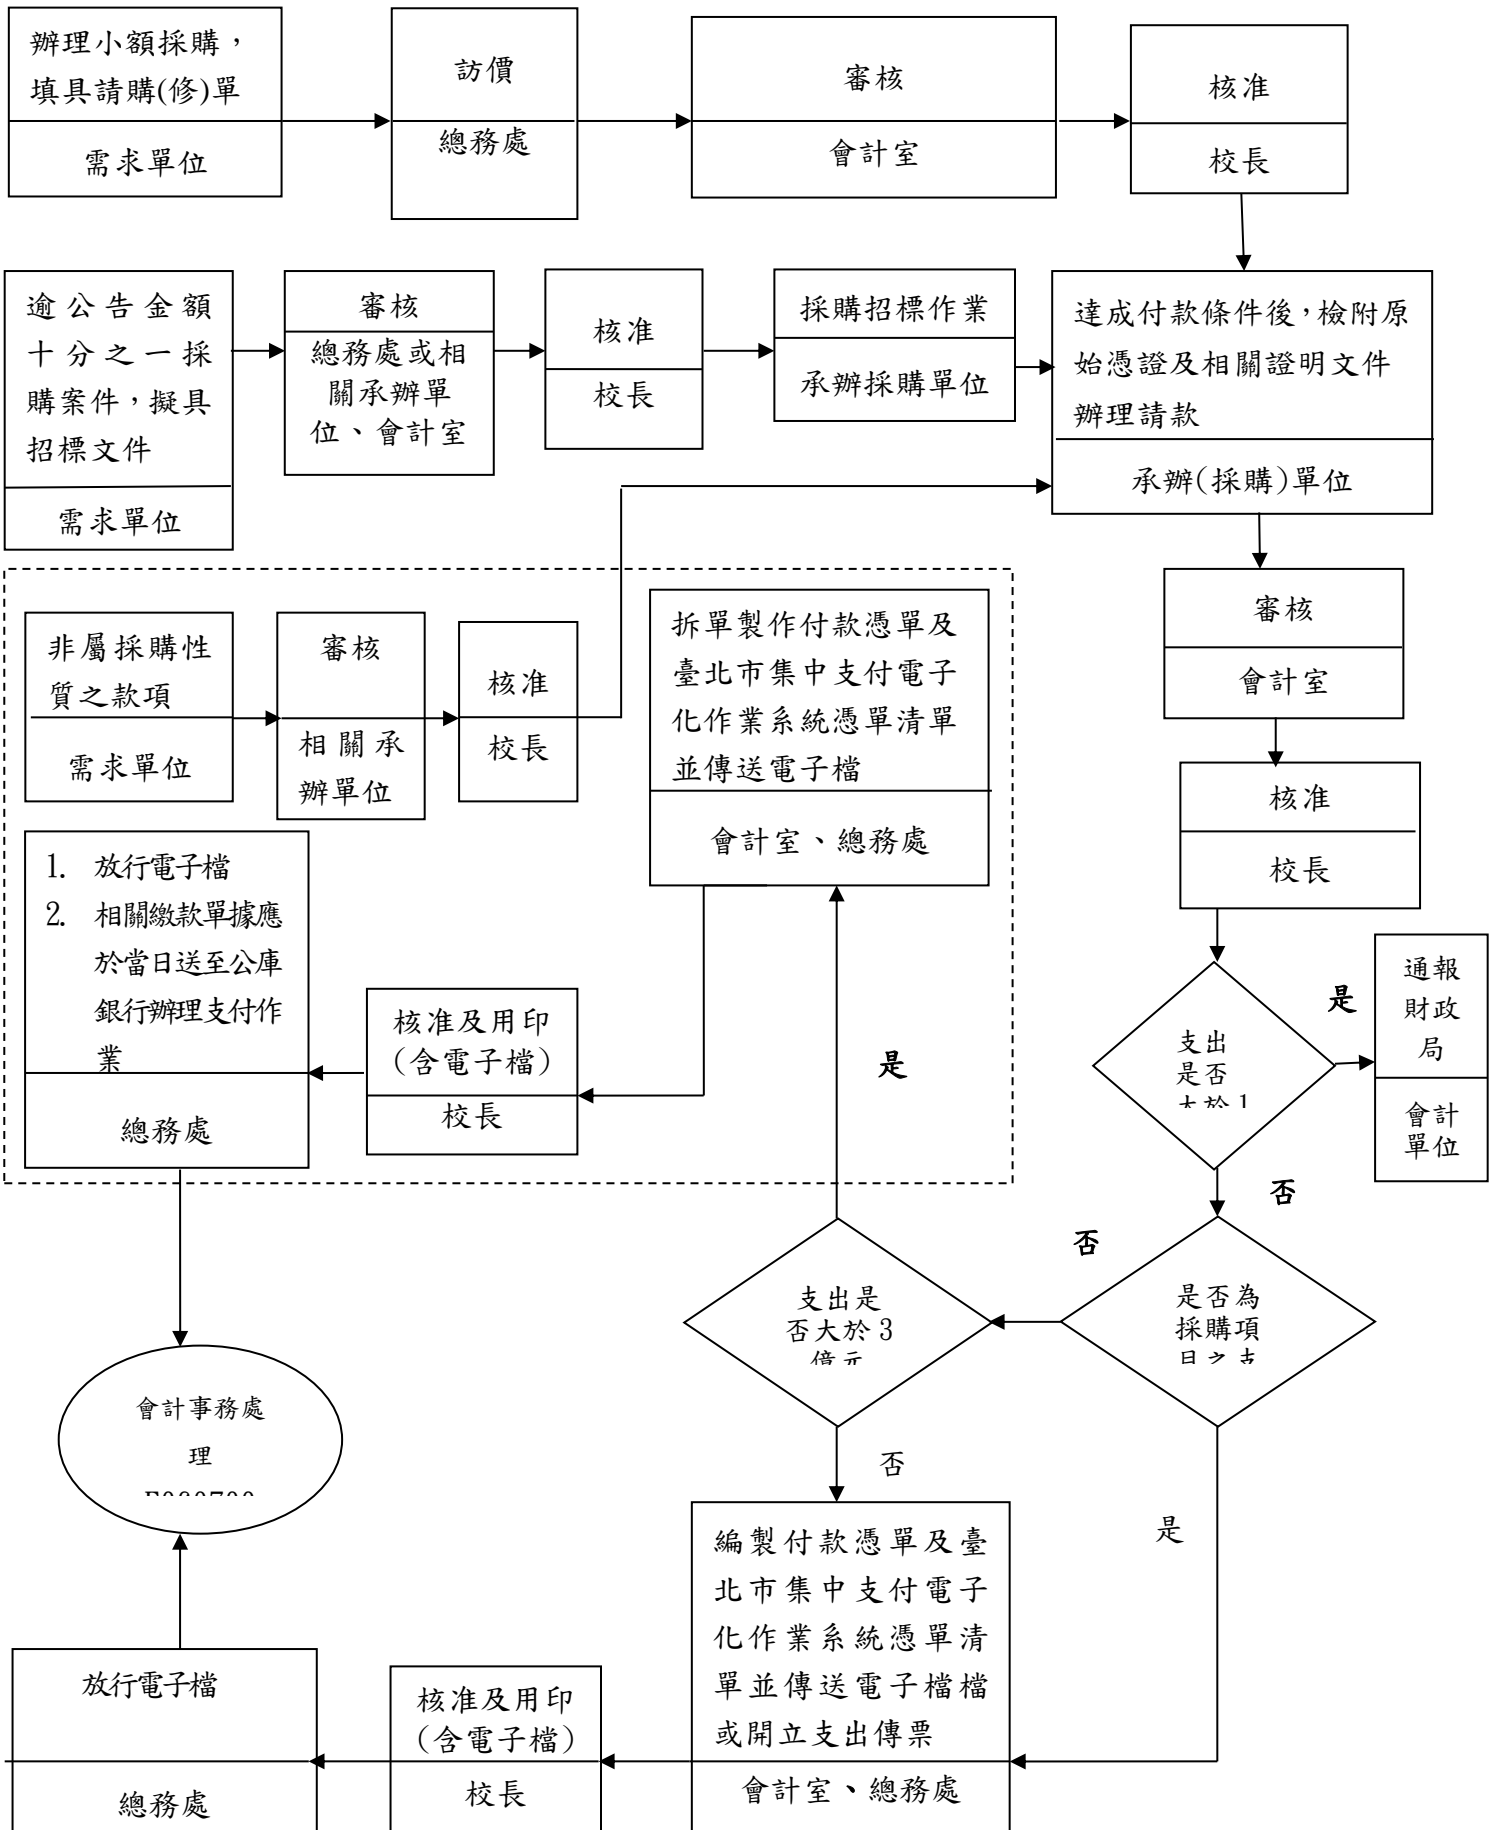 辦理小額採購，
填具請購(修)單
需求單位
訪價
總務處
審核
會計室
核准
校長
逾公告金額
十分之一採
購案件，擬具
招標文件
需求單位
審核
總務處或相
關承辦單
位、會計室
核准
校長
採購招標作業
承辦採購單位
達成付款條件後，檢附原
始憑證及相關證明文件
辦理請款
承辦(採購)單位
非屬採購性
質之款項
需求單位
審核
相關承
辦單位
核准
校長
拆單製作付款憑單及
臺北市集中支付電子
化作業系統憑單清單
並傳送電子檔
會計室、總務處
審核
會計室
核准
校長
1. 放行電子檔
2. 相關繳款單據應
於當日送至公庫
銀行辦理支付作
業
總務處
核准及用印
(含電子檔)
校長
是
支出
是否
大於1
是
通報
財政
局
會計
單位
否
否
支出是
否大於3
億元
是否為
採購項
目之支
會計事務處
理
否
是
編製付款憑單及臺
北市集中支付電子
化作業系統憑單清
單並傳送電子檔檔
或開立支出傳票
會計室、總務處
核准及用印
(含電子檔)
校長
放行電子檔
總務處